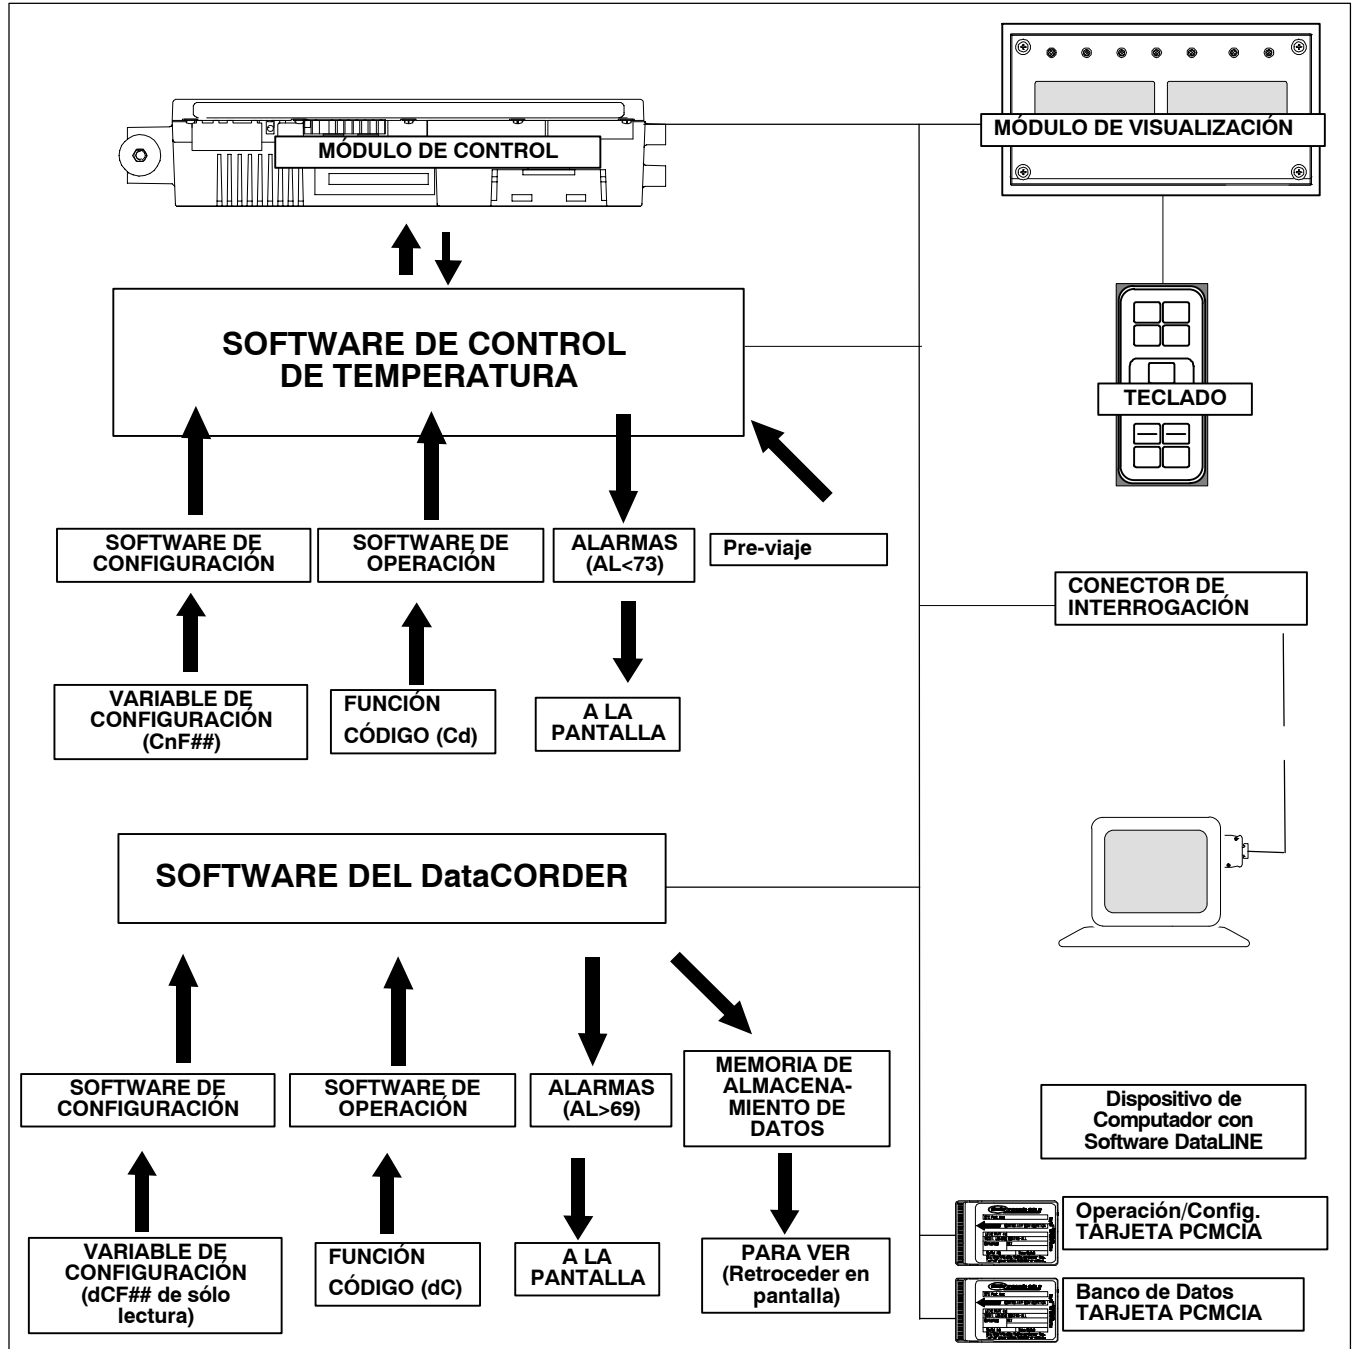 MÓDULO DE CONTROL
MÓDULO DE VISUALIZACIÓN
SOFTWARE DE CONTROL
DE TEMPERATURA
TECLADO
SOFTWARE DE
CONFIGURACIÓN
SOFTWARE DE
OPERACIÓN
ALARMAS
(AL<73)
Pre-viaje
CONECTOR DE
INTERROGACIÓN
VARIABLE DE
CONFIGURACIÓN
(CnF##)
FUNCIÓN
CÓDIGO (Cd)
A LA
PANTALLA
SOFTWARE DEL DataCORDER
SOFTWARE DE
CONFIGURACIÓN
SOFTWARE DE
OPERACIÓN
ALARMAS
(AL>69)
MEMORIA DE
ALMACENA-
MIENTO DE
DATOS
Dispositivo de
Computador con
Software DataLINE
VARIABLE DE
CONFIGURACIÓN
(dCF## de sólo
lectura)
FUNCIÓN
CÓDIGO (dC)
A LA
PANTALLA
PARA VER
(Retroceder en
pantalla)
Operación/Config.
TARJETA PCMCIA
Banco de Datos
TARJETA PCMCIA